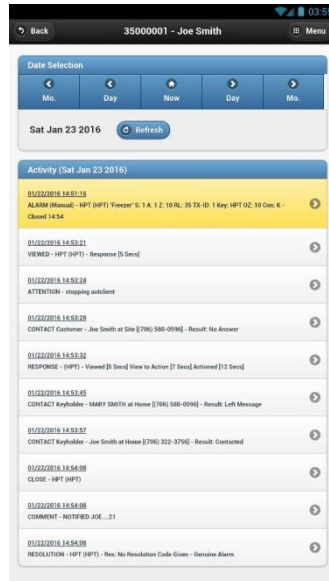 03:55
Back
35000001 - Joe Smith
Menu
Date Selection
Mo.
Day
Now
Day
Mo.
Sat Jan 23 2016
Refresh
Activity (Sat Jan 23 2016)
01/22/2016 14:51:16
ALARM (Manual) - HPT (HPT) 'Freezer' S: 1 A: 1 Z: 10 RL: 35 TX-ID: 1 Key: HPT OZ: 10 Con: K -
Closed 14:54
01/22/2016 14:53:21
VIEWED - HPT (HPT) - Response [5 Secs]
01/22/2016 14:53:24
ATTENTION - stopping autclient
01/22/2016 14:53:28
CONTACT Customer - Joe Smith at Site [(706) 580-0596] - Result: No Answer
01/22/2016 14:53:32
RESPONSE - (HPT) - Viewed [5 Secs] View to Action [7 Secs] Actioned [12 Secs]
01/22/2016 14:53:45
CONTACT Keyholder - MARY SMITH at Home [(706) 580-0596] - Result: Left Message
01/22/2016 14:53:57
CONTACT Keyholder - Joe Smith at Home [(706) 322-3756] - Result: Contacted
01/22/2016 14:54:08
CLOSE - HPT (HPT)
01/22/2016 14:54:08
COMMENT - NOTIFIED JOE....21
01/22/2016 14:54:08
RESOLUTION - HPT (HPT) - Res: No Resolution Code Given - Genuine Alarm